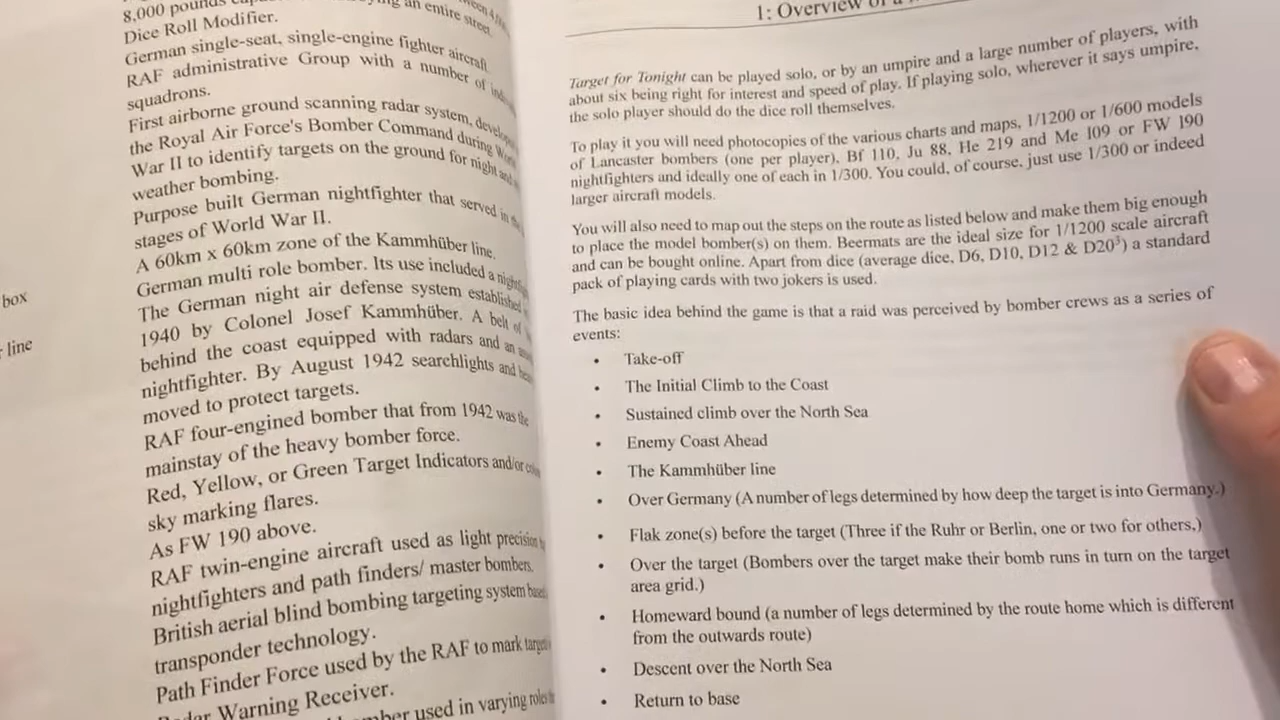 box
line
8,000 pounds
an entire street.
Dice Roll Modifier.
German single-seat, single-engine fighter aircraft.
RAF administrative Group with a number of
squadrons.
First airborne ground scanning radar system,
the Royal Air Force's Bomber Command during
War II to identify targets on the ground for night and
weather bombing.
Purpose built German nightfighter that served in
stages of World War II.
A 60km x 60km zone of the Kammhüber line.
German multi role bomber. Its use included a
The German night air defense system established
1940 by Colonel Josef Kammhüber. A belt of
behind the coast equipped with radars and an
nightfighter. By August 1942 searchlights and
moved to protect targets.
RAF four-engined bomber that from 1942 was the
mainstay of the heavy bomber force.
Red, Yellow, or Green Target Indicators and/or
sky marking flares.
As FW 190 above.
RAF twin-engine aircraft used as light precision
nightfighters and path finders/ master bombers.
British aerial blind bombing targeting system
transponder technology.
Path Finder Force used by the RAF to mark
Warning Receiver.
used in varying roles
1: Overview of a
Target for Tonight can be played solo, or by an umpire and a large number of players, with
about six being right for interest and speed of play. If playing solo, wherever it says umpire,
the solo player should do the dice roll themselves.
To play it you will need photocopies of the various charts and maps, 1/1200 or 1/600 models
of Lancaster bombers (one per player), Bf 110, Ju 88, He 219 and Me 109 or FW 190
nightfighters and ideally one of each in 1/300. You could, of course, just use 1/300 or indeed
larger aircraft models.
You will also need to map out the steps on the route as listed below and make them big enough
to place the model bomber(s) on them. Beermats are the ideal size for 1/1200 scale aircraft
and can be bought online. Apart from dice (average dice, D6, D10, D12 & D20³) a standard
pack of playing cards with two jokers is used.
The basic idea behind the game is that a raid was perceived by bomber crews as a series of
events:
• Take-off
• The Initial Climb to the Coast
• Sustained climb over the North Sea
• Enemy Coast Ahead
• The Kammhüber line
• Over Germany (A number of legs determined by how deep the target is into Germany.)
• Flak zone(s) before the target (Three if the Ruhr or Berlin, one or two for others,)
• Over the target (Bombers over the target make their bomb runs in turn on the target
area grid.)
• Homeward bound (a number of legs determined by the route home which is different
from the outwards route)
• Descent over the North Sea
• Return to base